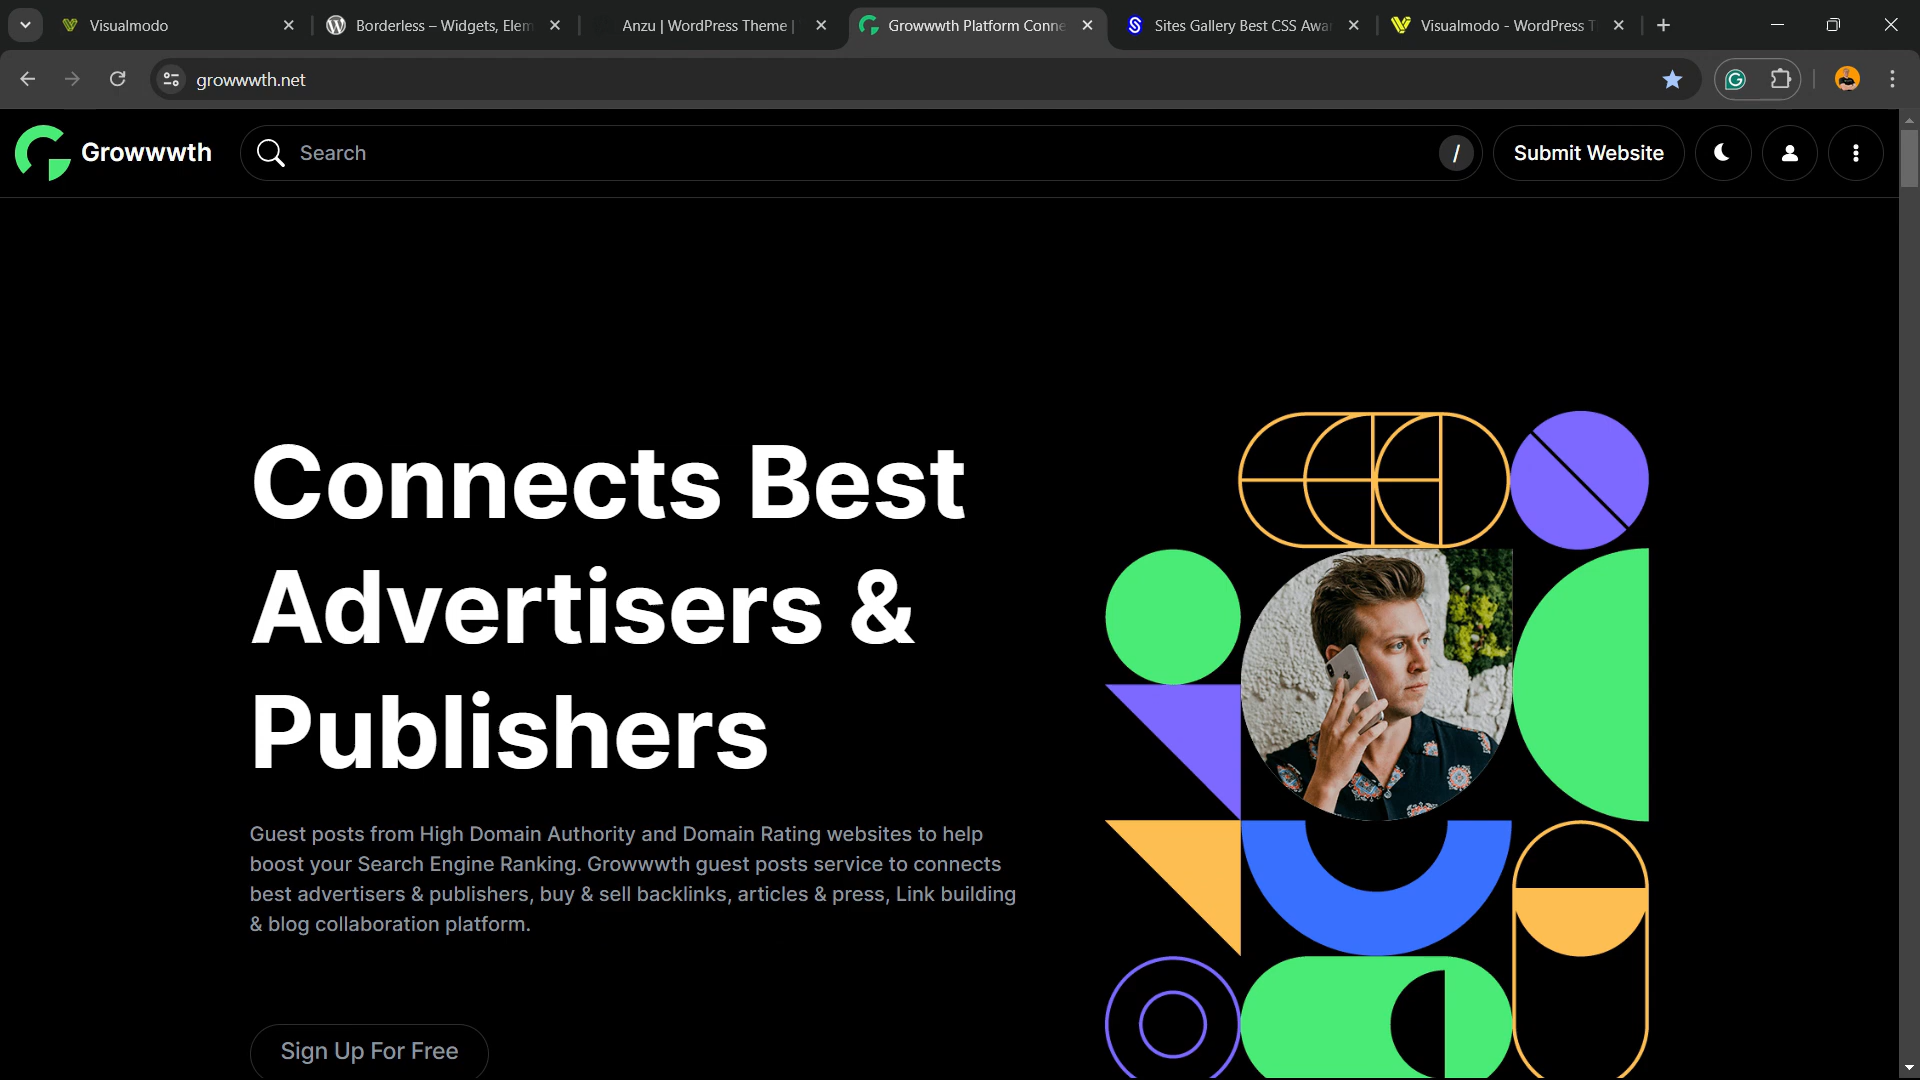 Visualmodo
Borderless – Widgets, Elem
Anzu | WordPress Theme |
Growwwth Platform Conne
Sites Gallery Best CSS Awar
Visualmodo - WordPress T
growwwth.net
Growwwth
Search
/
Submit Website
Connects Best
Advertisers &
Publishers
Guest posts from High Domain Authority and Domain Rating websites to help
boost your Search Engine Ranking. Growwwth guest posts service to connects
best advertisers & publishers, buy & sell backlinks, articles & press, Link building
& blog collaboration platform.
Sign Up For Free